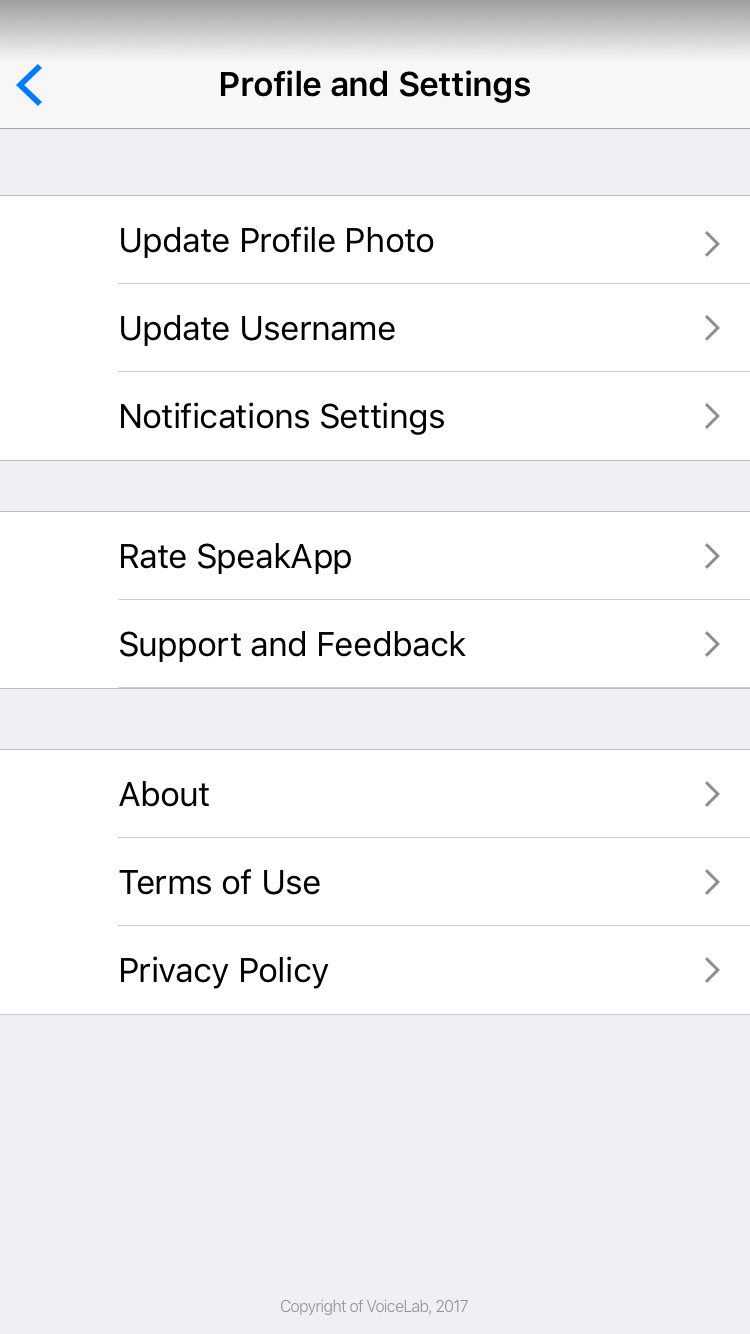 Profile and Settings
Update Profile Photo
Update Username
Notifications Settings
Rate SpeakApp
Support and Feedback
About
Terms of Use
Privacy Policy
Copyright of VoiceLab, 2017